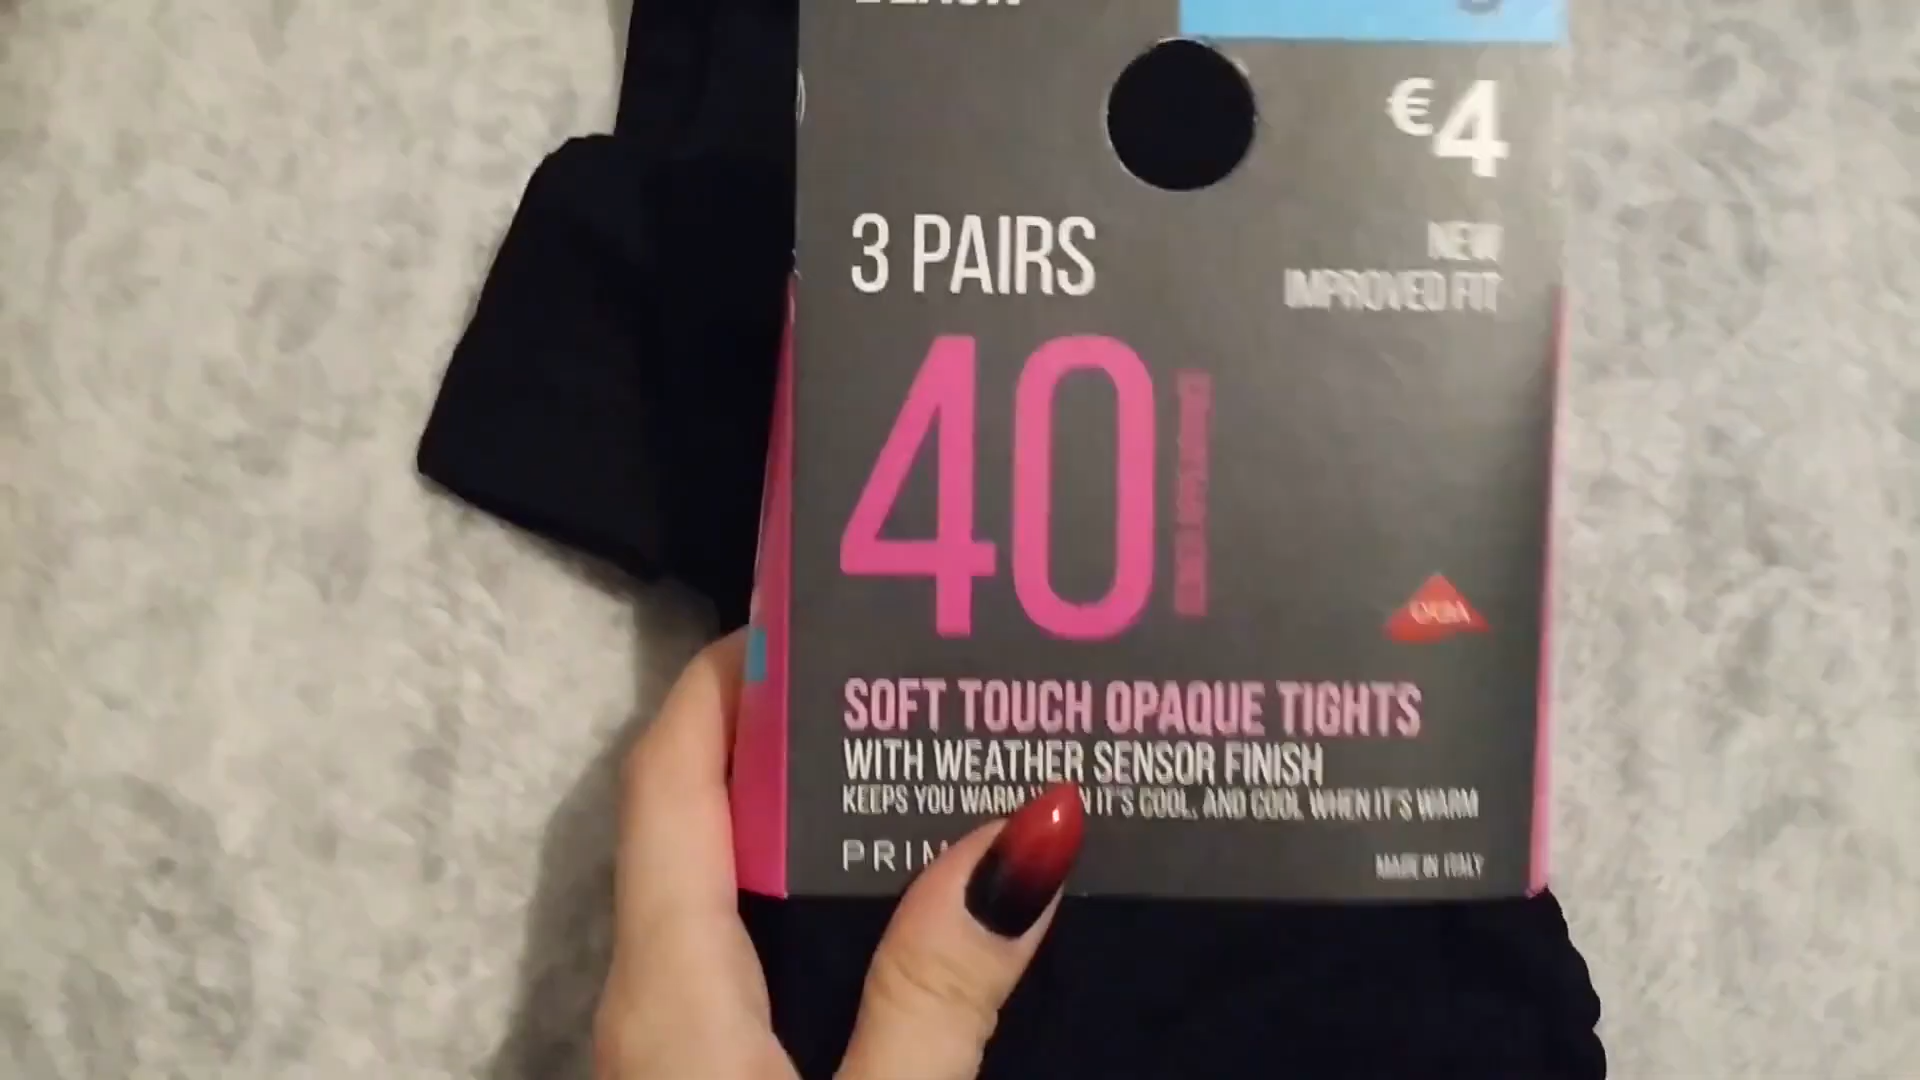 BLACK
€4
3 PAIRS
NEW
IMPROVED FIT
40
SOFT TOUCH OPAQUE TIGHTS
WITH WEATHER SENSOR FINISH
KEEPS YOU WARM IT'S COOL, AND COOL WHEN IT'S WARM
MADE IN ITALY